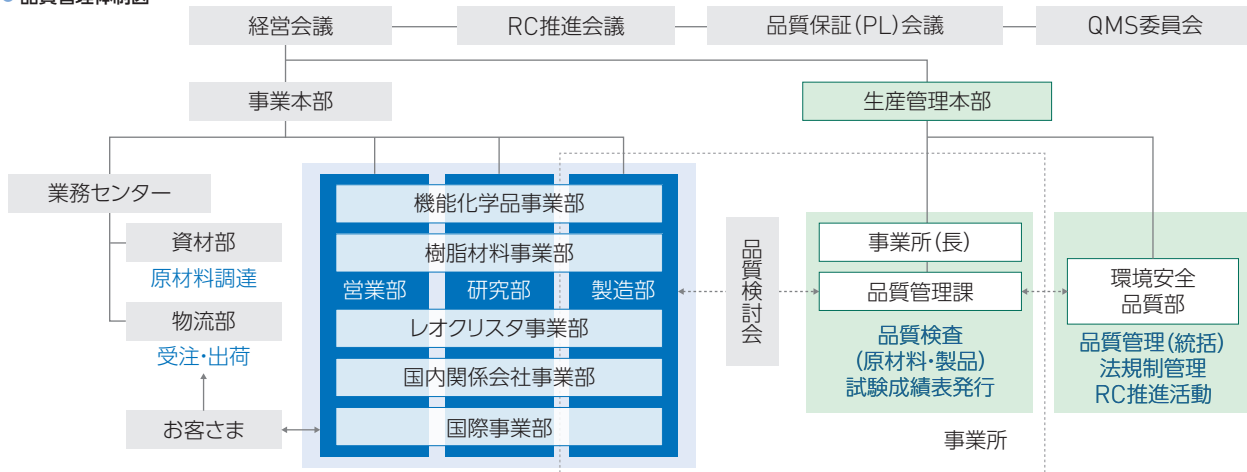 品質管理体制図
経営会議
RC推進会議
品質保証(PL)会議
QMS委員会
事業本部
生産管理本部
業務センター
資材部
原材料調達
物流部
受注・出荷
お客さま
機能化学品事業部
樹脂材料事業部
営業部
研究部
製造部
レオクリスタ事業部
国内関係会社事業部
国際事業部
品質検討会
事業所(長)
品質管理課
品質検査
(原材料・製品)
試験成績表発行
環境安全
品質部
品質管理(統括)
法規制管理
RC推進活動
事業所